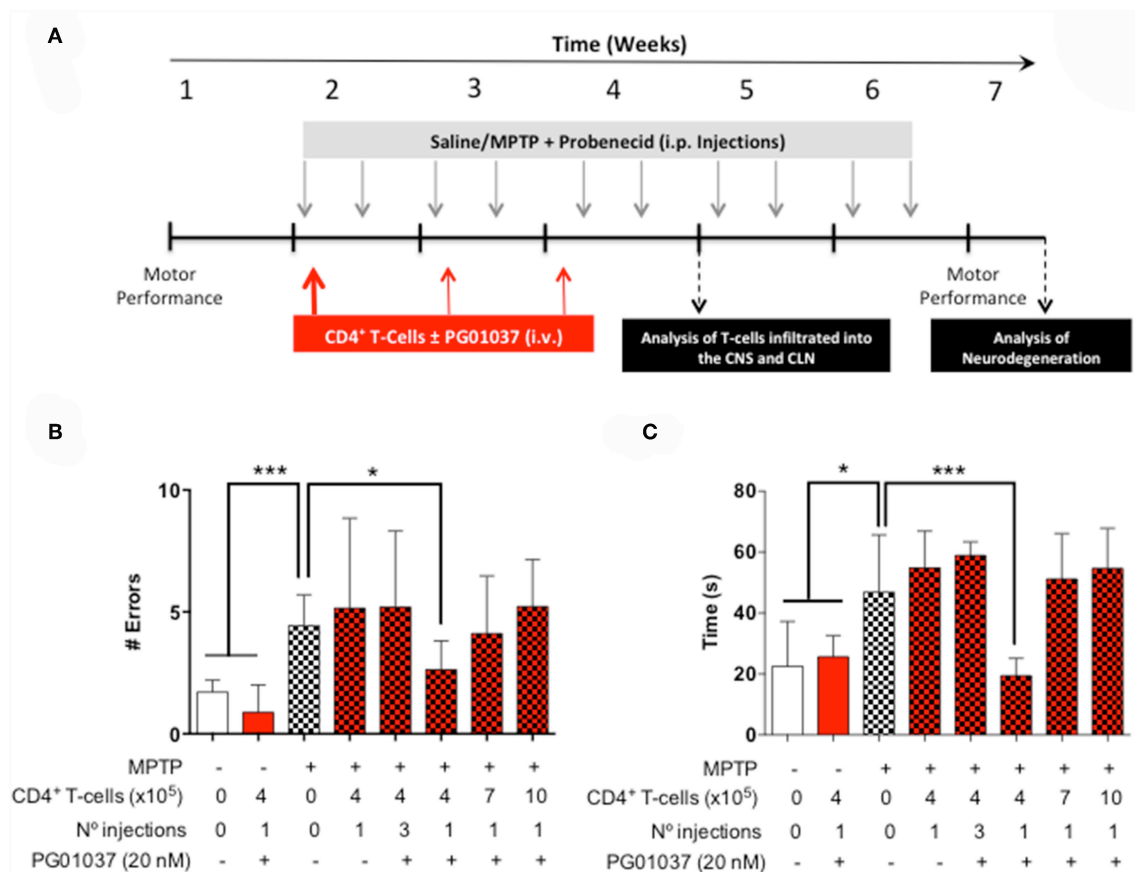 A
Time (Weeks)
1 2 3 4 5 6 7
Saline/MPTP + Probenecid (i.p. Injections)
Motor
Performance
Motor
Performance
CD4+ T-Cells ± PG01037 (i.v.)
Analysis of T-cells infiltrated into
the CNS and CLN
Analysis of
Neurodegeneration
B
*** *
# Errors
10
5
0
MPTP - - + + + + + +
CD4+ T-cells (x10⁵) 0 4 0 4 4 4 7 10
Nº injections 0 1 0 1 3 1 1 1
PG01037 (20 nM) - + - - + + + +
C
* ***
Time (s)
80
60
40
20
0
MPTP - - + + + + + +
CD4+ T-cells (x10⁵) 0 4 0 4 4 4 7 10
Nº injections 0 1 0 1 3 1 1 1
PG01037 (20 nM) - + - - + + + +